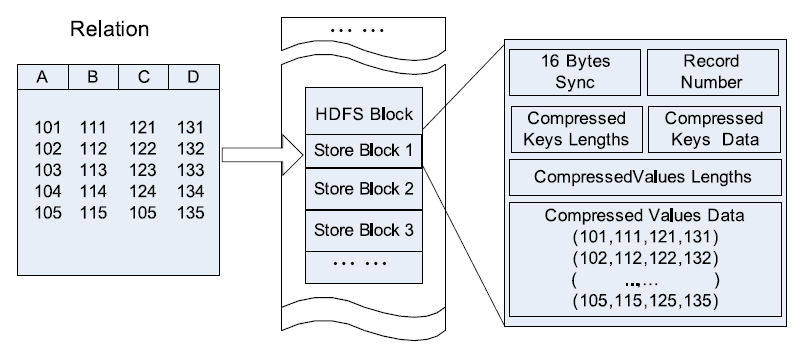 Relation
A B C D
101 111 121 131
102 112 122 132
103 113 123 133
104 114 124 134
105 115 105 135
... ...
HDFS Block
Store Block 1
Store Block 2
Store Block 3
... ...
16 Bytes
Sync
Record
Number
Compressed
Keys Lengths
Compressed
Keys Data
CompressedValues Lengths
Compressed Values Data
(101,111,121,131)
(102,112,122,132)
( ...,... )
(105,115,125,135)